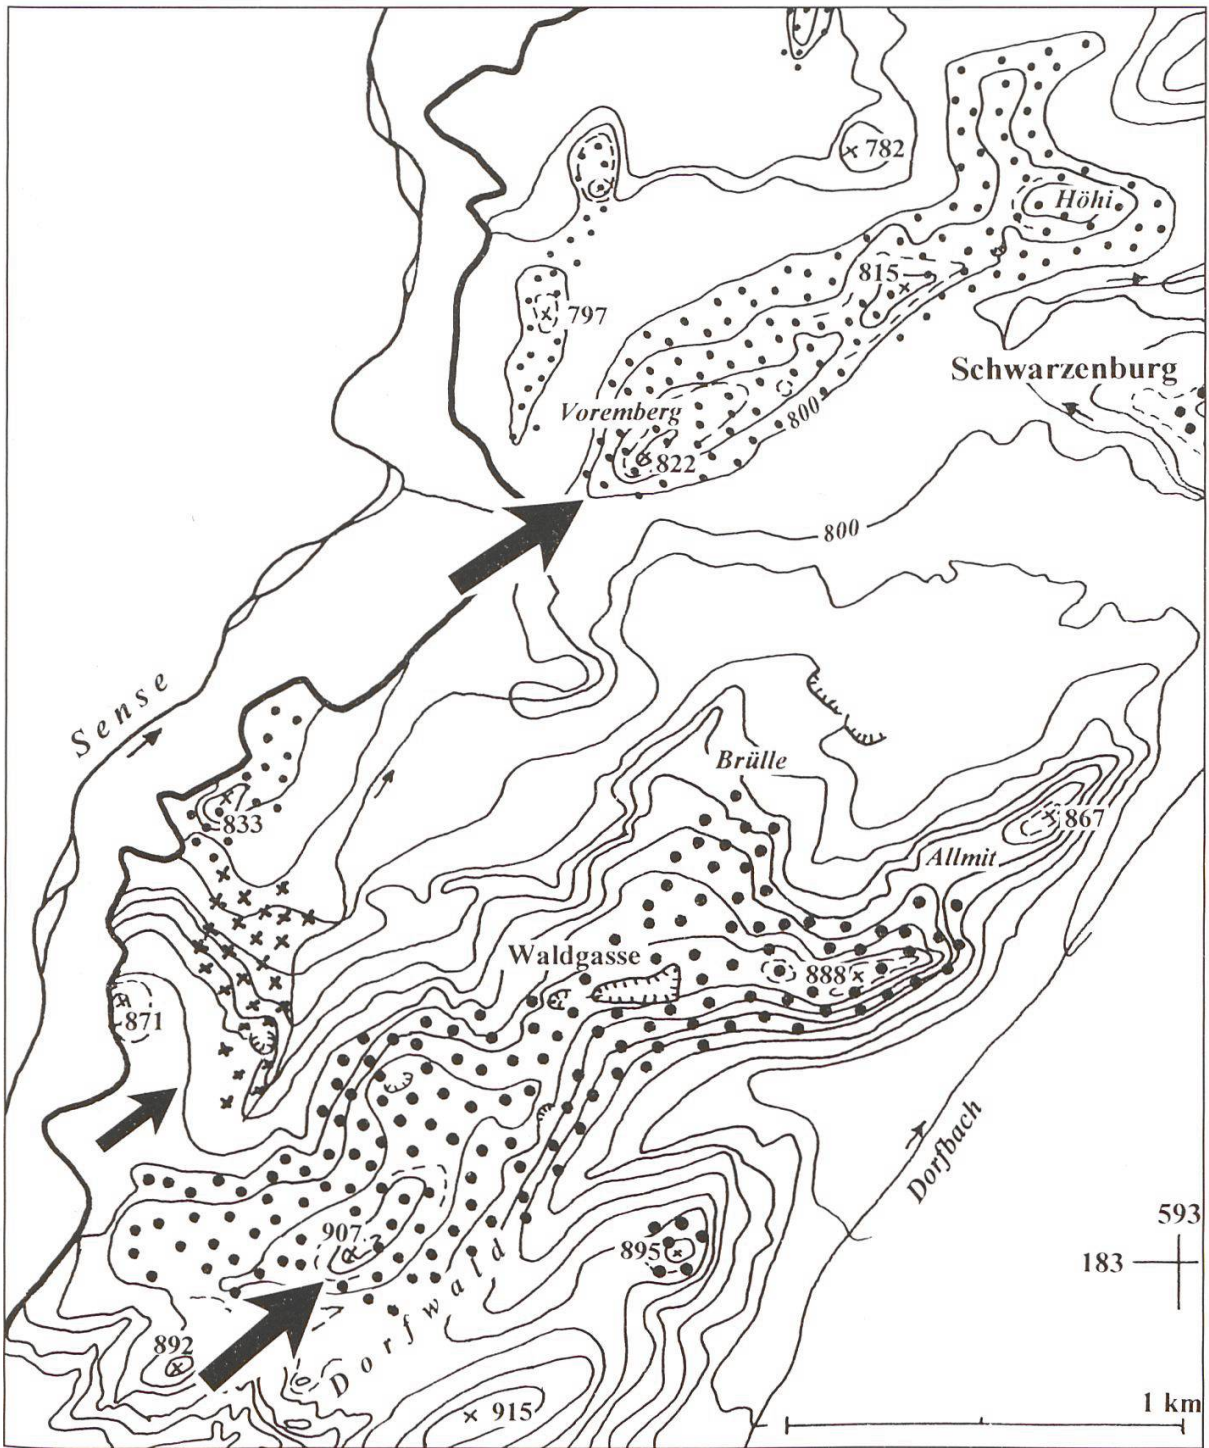 782
Höhi
815
797
Schwarzenburg
Voremberg
800
822
800
Sense
Brülle
833
867
Allmit
Waldgasse
888
871
Dorfbach
593
907
895
183
Dorfwald
892
915
1 km